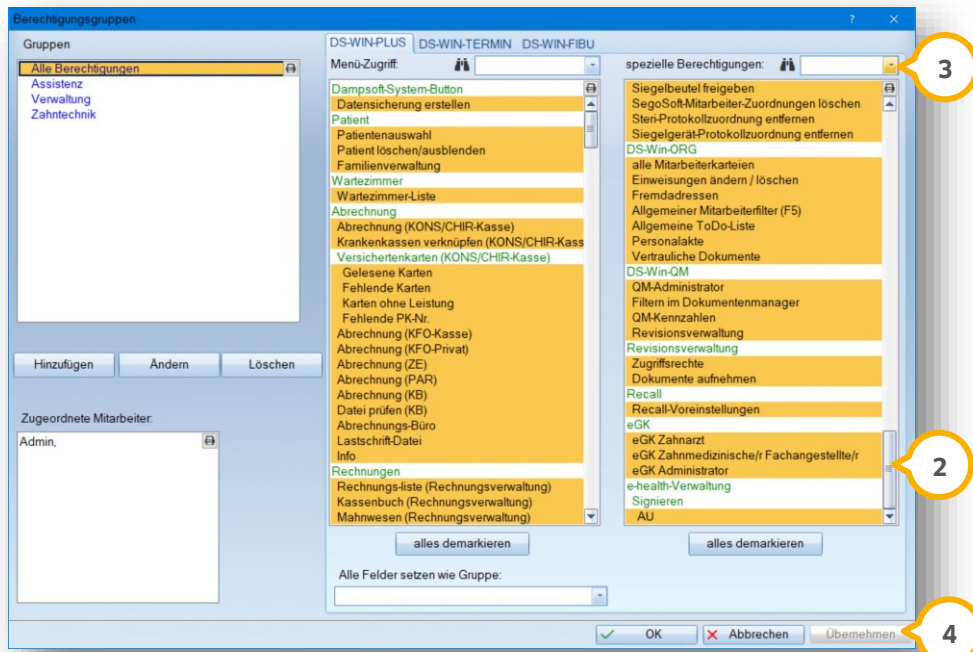 Berechtigungsgruppen
Gruppen
Alle Berechtigungen
Assistenz
Verwaltung
Zahntechnik
Hinzufügen Ändern Löschen
Zugeordnete Mitarbeiter:
Admin,
DS-WIN-PLUS DS-WIN-TERMIN DS-WIN-FIBU
Menü-Zugriff:
Dampsoft-System-Button
Datensicherung erstellen
Patient
Patientenauswahl
Patient löschen/ausblenden
Familienverwaltung
Wartezimmer
Wartezimmer-Liste
Abrechnung
Abrechnung (KONS/CHIR-Kasse)
Krankenkassen verknüpfen (KONS/CHIR-Kass
Versichertenkarten (KONS/CHIR-Kasse)
Gelesene Karten
Fehlende Karten
Karten ohne Leistung
Fehlende PK-Nr.
Abrechnung (KFO-Kasse)
Abrechnung (KFO-Privat)
Abrechnung (ZE)
Abrechnung (PAR)
Abrechnung (KB)
Datei prüfen (KB)
Abrechnungs-Büro
Lastschrift-Datei
Info
Rechnungen
Rechnungs-liste (Rechnungsverwaltung)
Kassenbuch (Rechnungsverwaltung)
Mahnwesen (Rechnungsverwaltung)
alles demarkieren
spezielle Berechtigungen:
3
Siegelbeutel freigeben
SegoSoft-Mitarbeiter-Zuordnungen löschen
Steri-Protokollzuordnung entfernen
Siegelgerät-Protokollzuordnung entfernen
DS-Win-ORG
alle Mitarbeiterkarteien
Einweisungen ändern / löschen
Fremdadressen
Allgemeiner Mitarbeiterfilter (F5)
Allgemeine ToDo-Liste
Personalakte
Vertrauliche Dokumente
DS-Win-QM
QM-Administrator
Filtern im Dokumentenmanager
QM-Kennzahlen
Revisionsverwaltung
Revisionsverwaltung
Zugriffsrechte
Dokumente aufnehmen
Recall
Recall-Voreinstellungen
eGK
eGK Zahnarzt
eGK Zahnmedizinische/r Fachangestellte/r
eGK Administrator
2
e-health-Verwaltung
Signieren
AU
alles demarkieren
Alle Felder setzen wie Gruppe:
OK Abbrechen Übernehmen
4